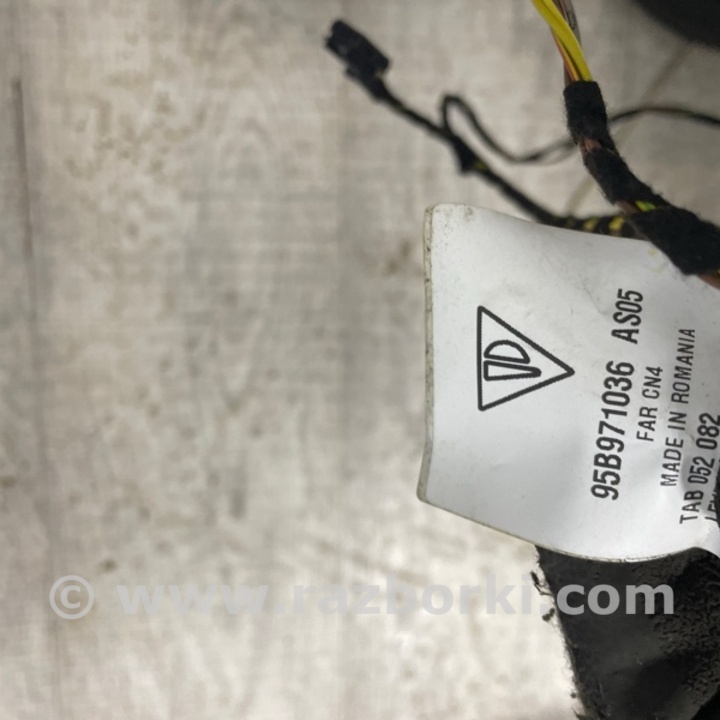 95B971036 AS05
FAR CN4
MADE IN ROMANIA
TAB 052 082
© www.razborki.com